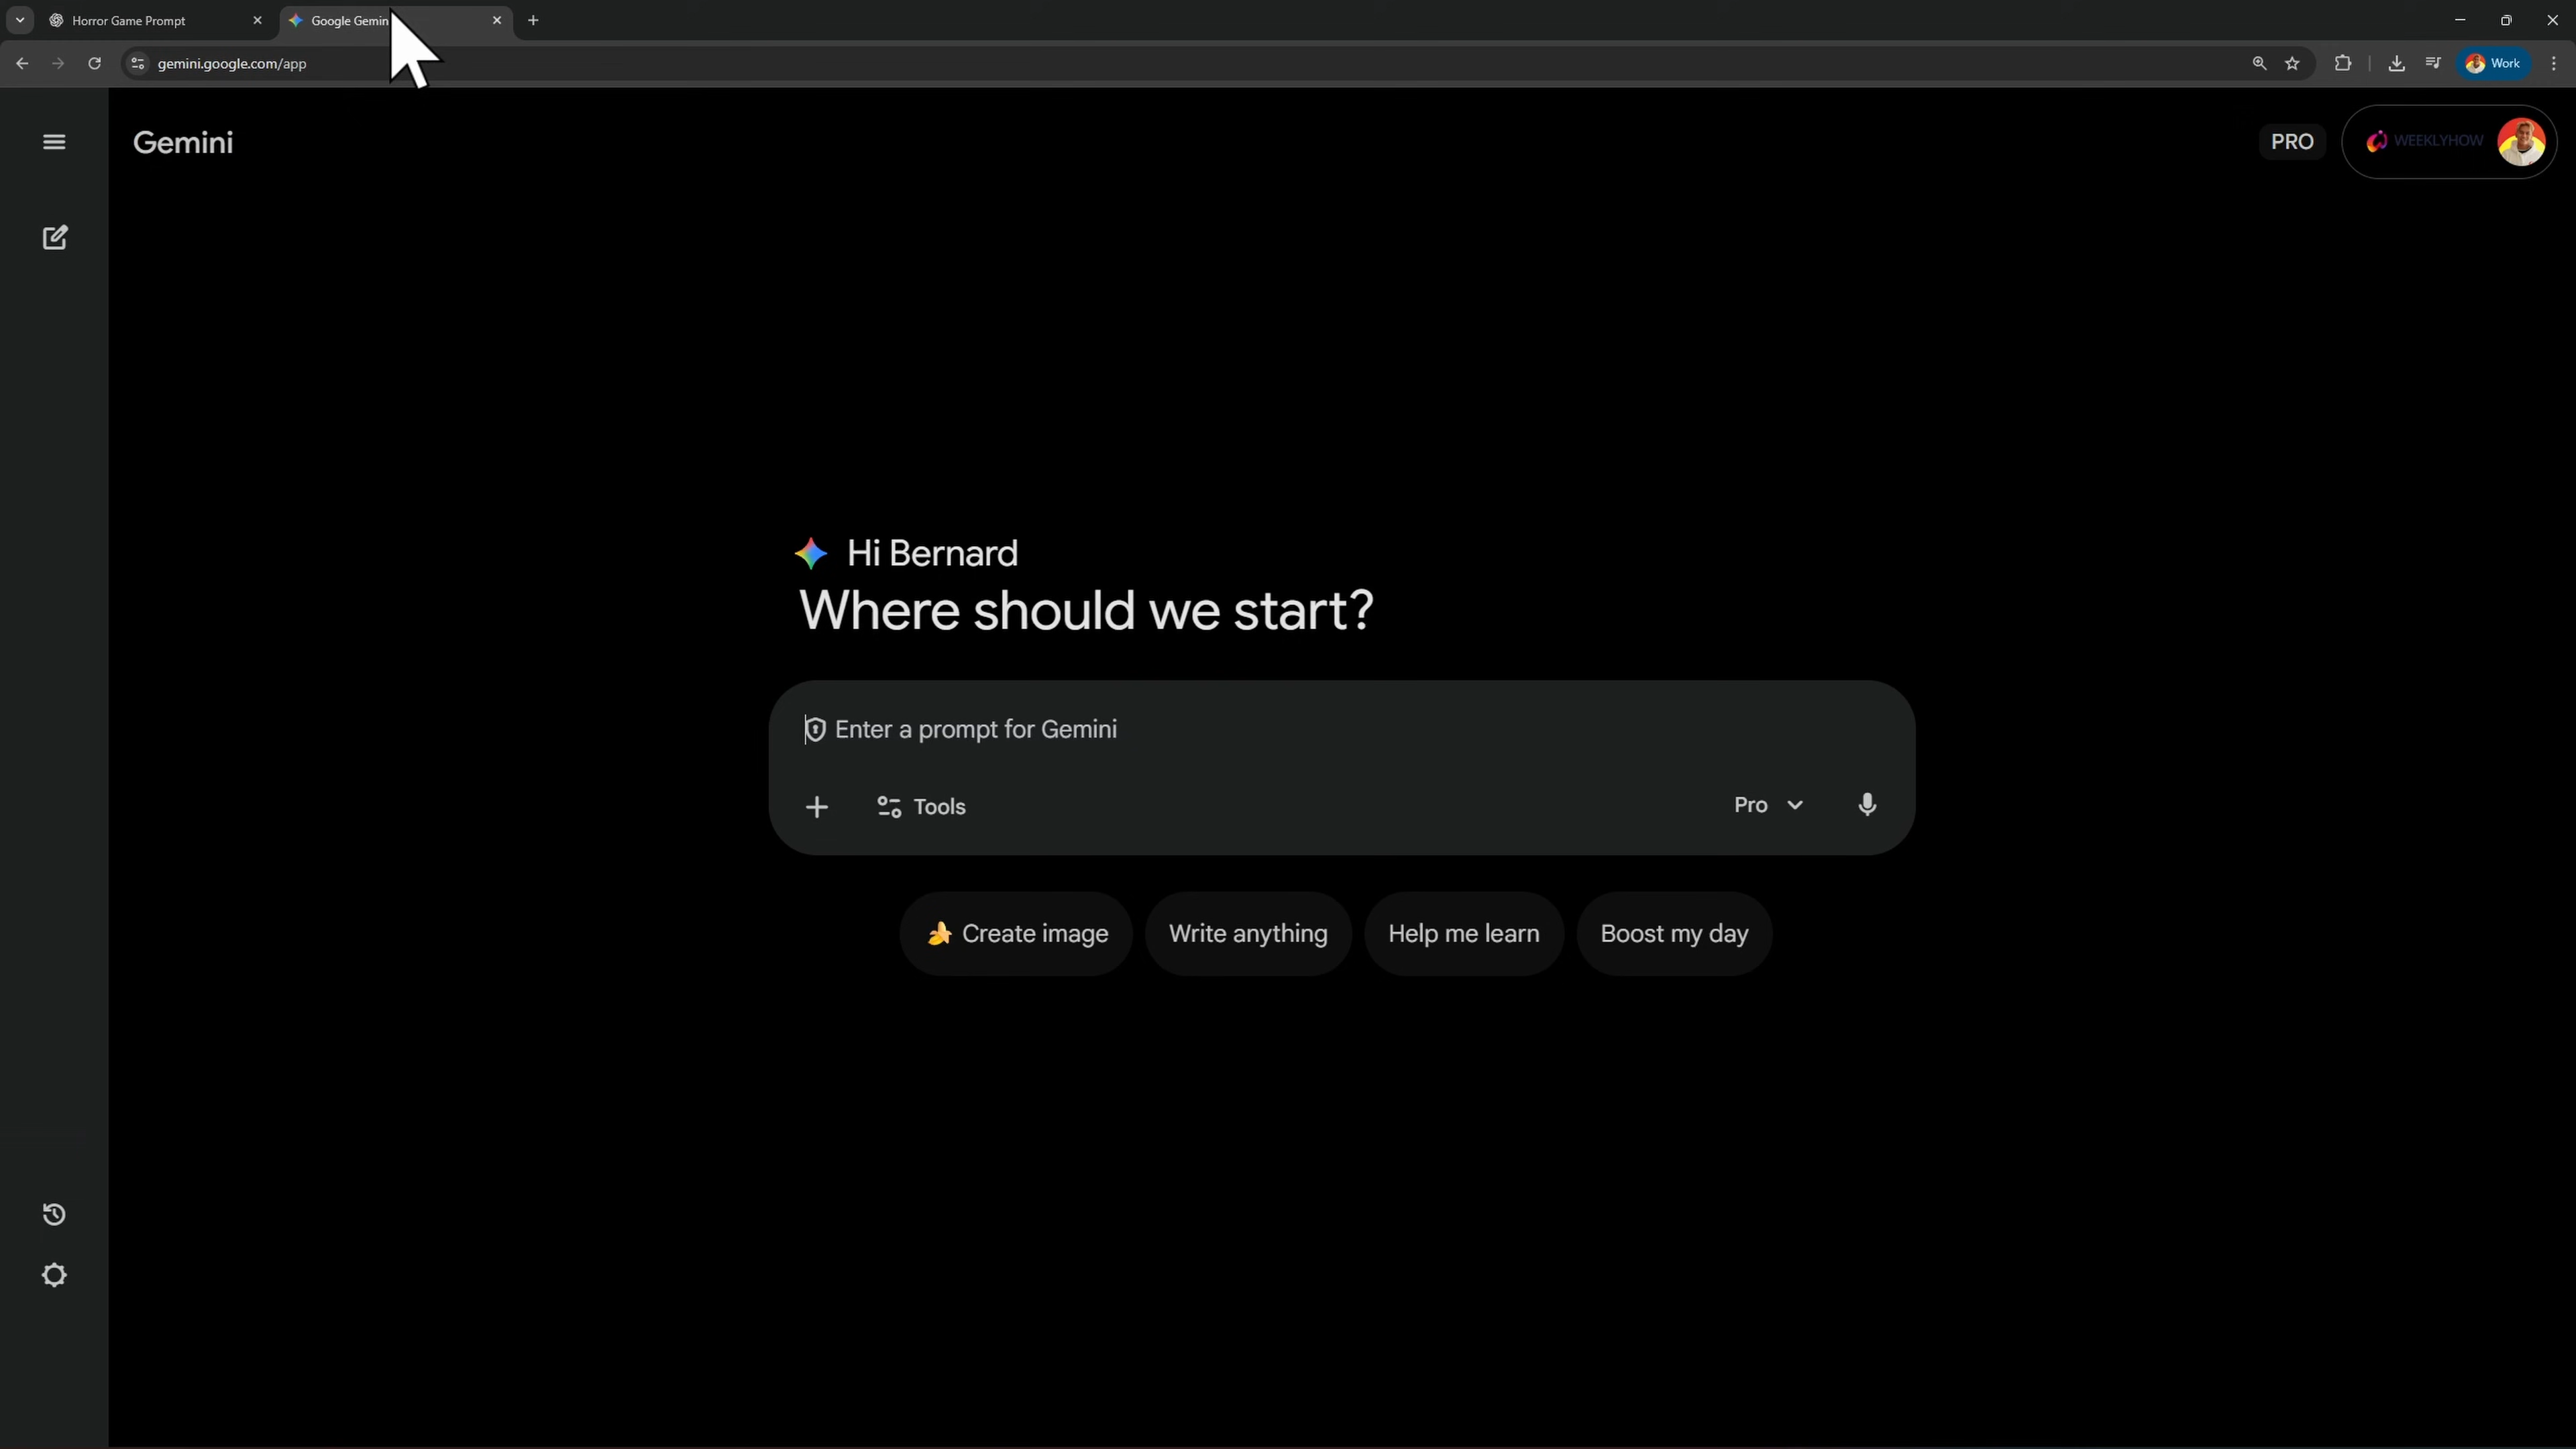 Horror Game Prompt
Google Gemin
gemini.google.com/app
Work
Gemini
PRO
WEEKLYHOW
Hi Bernard
Where should we start?
Enter a prompt for Gemini
Tools
Pro
Create image
Write anything
Help me learn
Boost my day